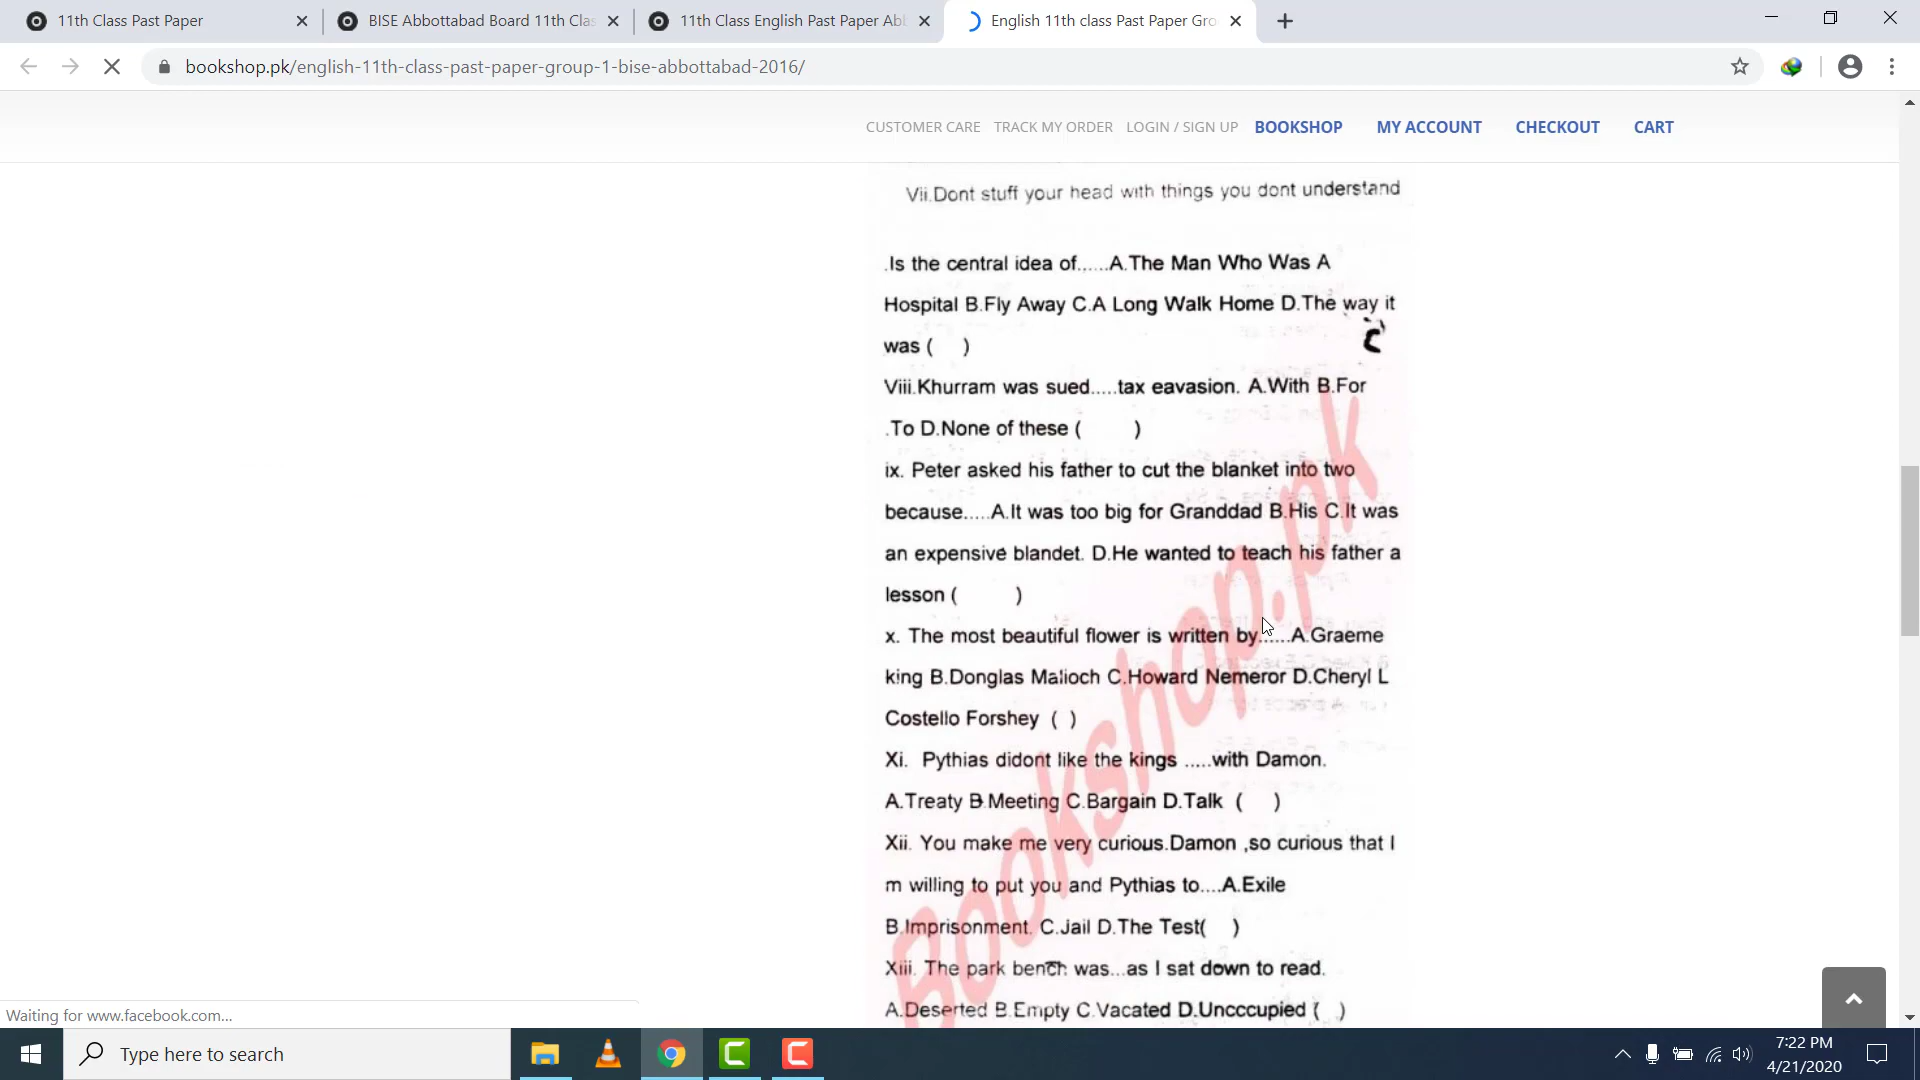 11th Class Past Paper
BISE Abbottabad Board 11th Clas
11th Class English Past Paper Abb
English 11th class Past Paper Gro
bookshop.pk/english-11th-class-past-paper-group-1-bise-abbottabad-2016/
CUSTOMER CARE TRACK MY ORDER LOGIN / SIGN UP BOOKSHOP MY ACCOUNT CHECKOUT CART
Vii.Dont stuff your head with things you dont understand
.Is the central idea of......A.The Man Who Was A
Hospital B.Fly Away C.A Long Walk Home D.The way it
was ( )
Viii.Khurram was sued.....tax eavasion. A.With B.For
.To D.None of these ( )
ix. Peter asked his father to cut the blanket into two
because.....A.It was too big for Granddad B.His C.It was
an expensive blandet. D.He wanted to teach his father a
lesson ( )
x. The most beautiful flower is written by......A.Graeme
king B.Donglas Malioch C.Howard Nemeror D.Cheryl L
Costello Forshey ( )
Xi. Pythias didont like the kings .....with Damon.
A.Treaty B.Meeting C.Bargain D.Talk ( )
Xii. You make me very curious.Damon ,so curious that I
m willing to put you and Pythias to....A.Exile
B.Imprisonment. C.Jail D.The Test( )
Xiii. The park bench was...as I sat down to read.
A.Deserted B.Empty C.Vacated D.Uncccupied ( )
Bookshop.pk
Waiting for www.facebook.com...
Type here to search
7:22 PM
4/21/2020